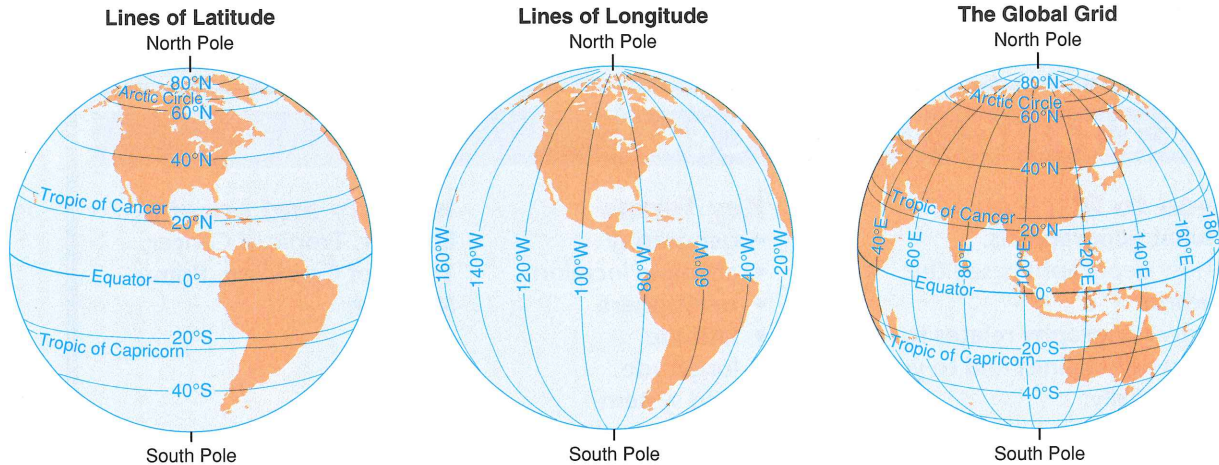 Lines of Latitude
North Pole
80°N
Arctic Circle
60°N
40°N
Tropic of Cancer
20°N
Equator
0°
20°S
Tropic of Capricorn
40°S
South Pole
Lines of Longitude
North Pole
160°W
140°W
120°W
100°W
80°W
60°W
40°W
20°W
South Pole
The Global Grid
North Pole
80°N
Arctic Circle
60°N
40°N
Tropic of Cancer
20°N
40°E
60°E
80°E
100°E
120°E
140°E
160°E
180°
Equator
0°
20°S
Tropic of Capricorn
40°S
South Pole